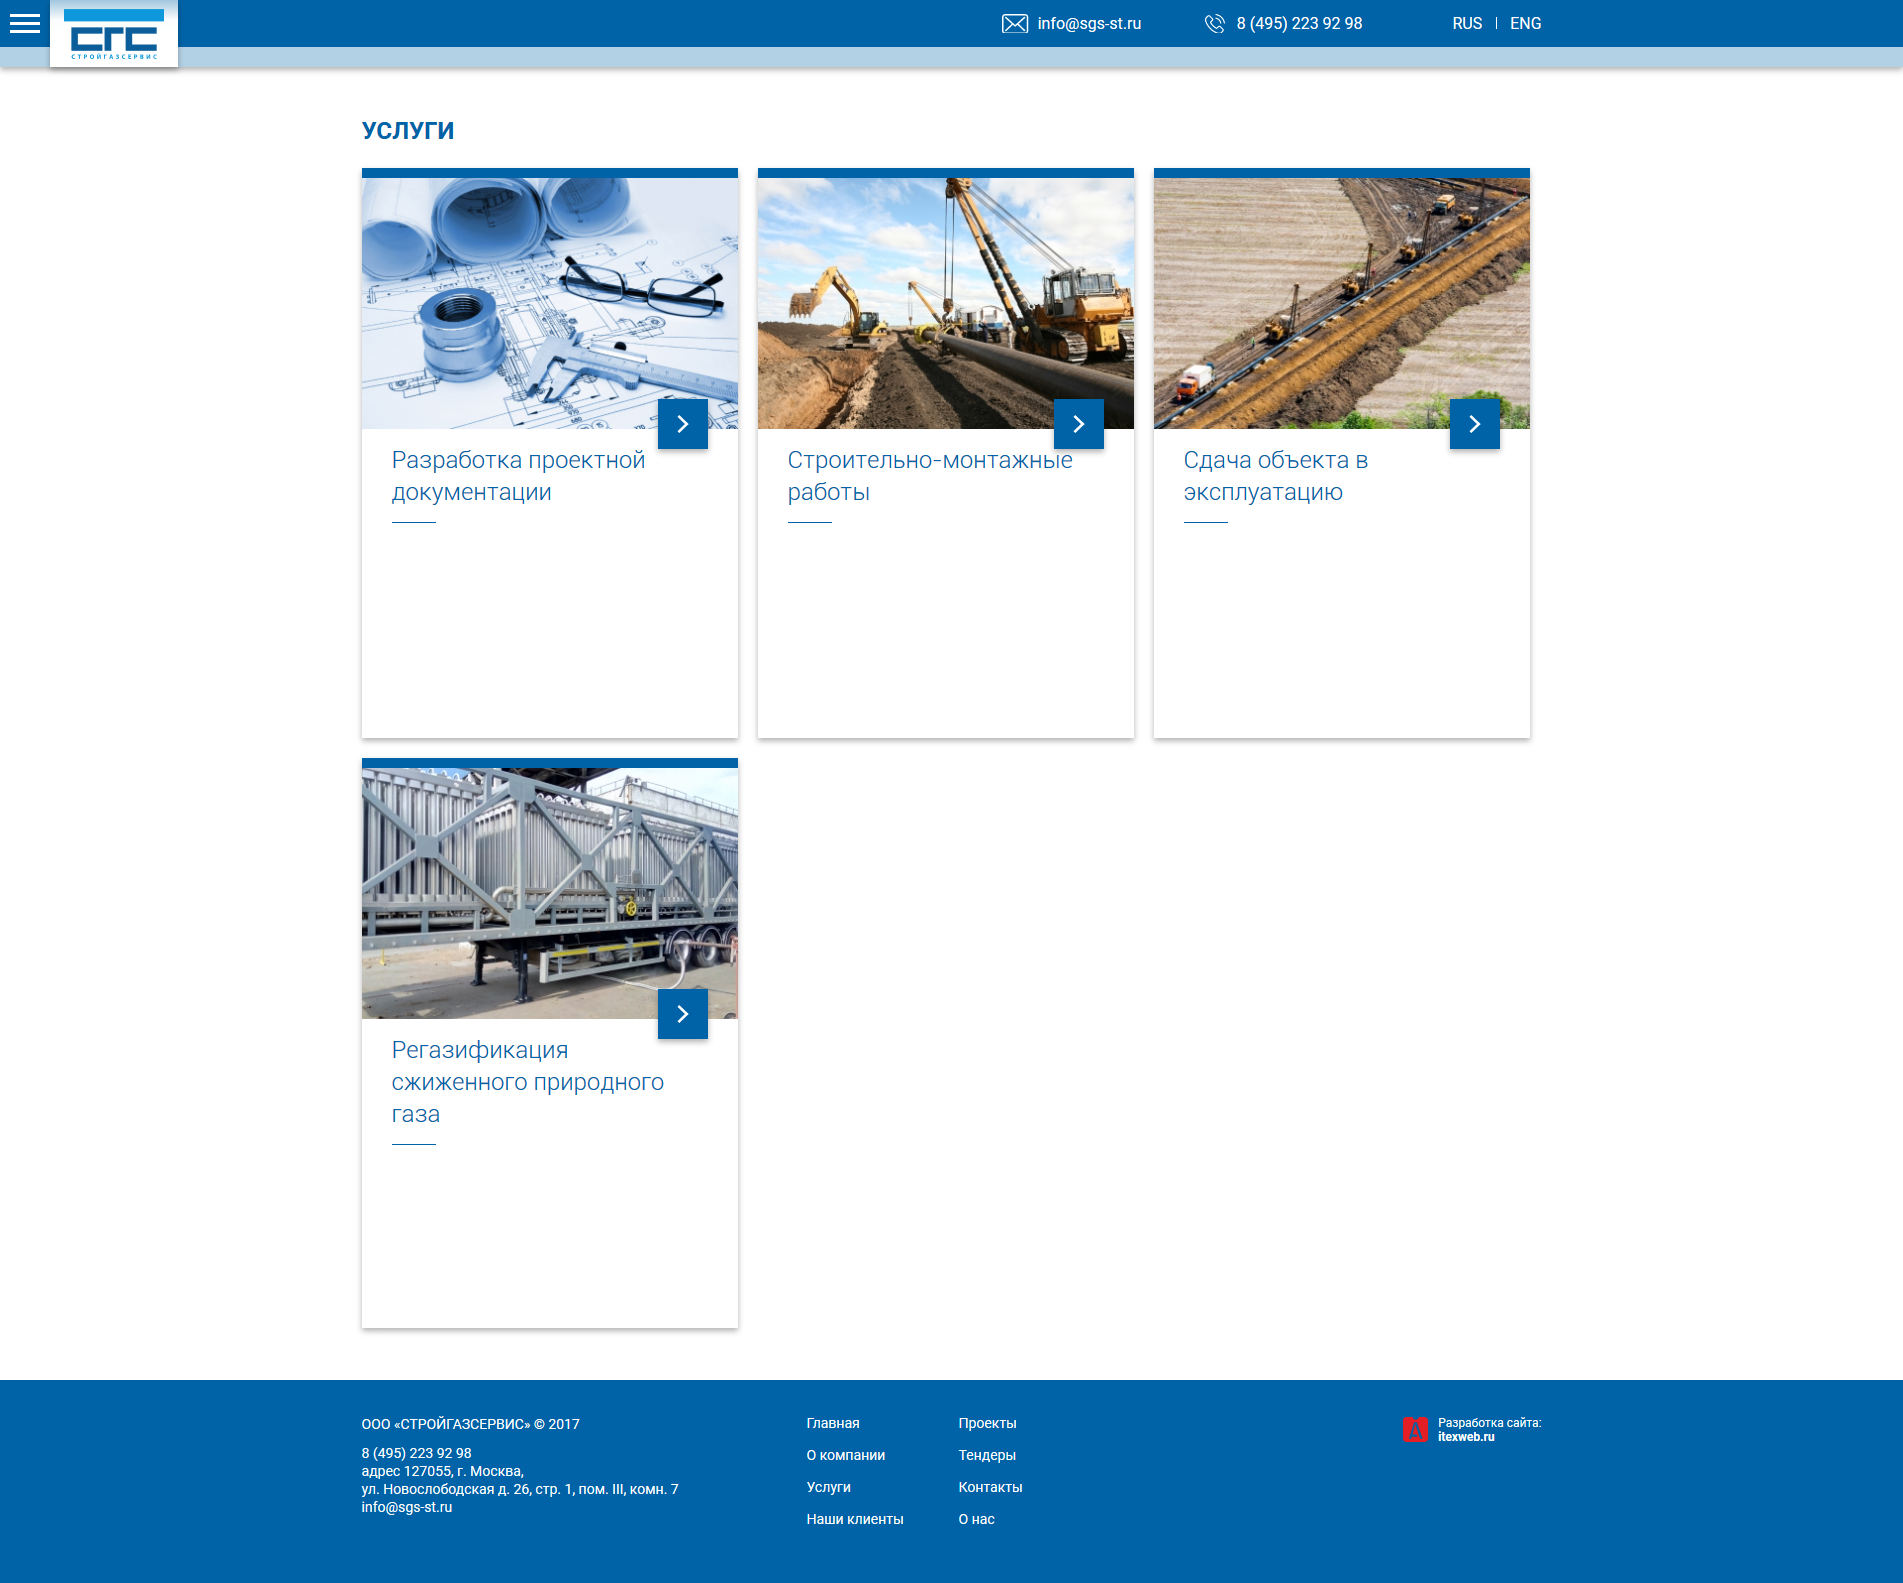 СГС
СТРОЙГАЗСЕРВИС
info@sgs-st.ru
8 (495) 223 92 98
RUS
ENG
УСЛУГИ
Разработка проектной
документации
Строительно-монтажные
работы
Сдача объекта в
эксплуатацию
Регазификация
сжиженного природного
газа
ООО «СТРОЙГАЗСЕРВИС» © 2017
8 (495) 223 92 98
адрес 127055, г. Москва,
ул. Новослободская д. 26, стр. 1, пом. III, комн. 7
info@sgs-st.ru
Главная
О компании
Услуги
Наши клиенты
Проекты
Тендеры
Контакты
О нас
Разработка сайта:
itexweb.ru